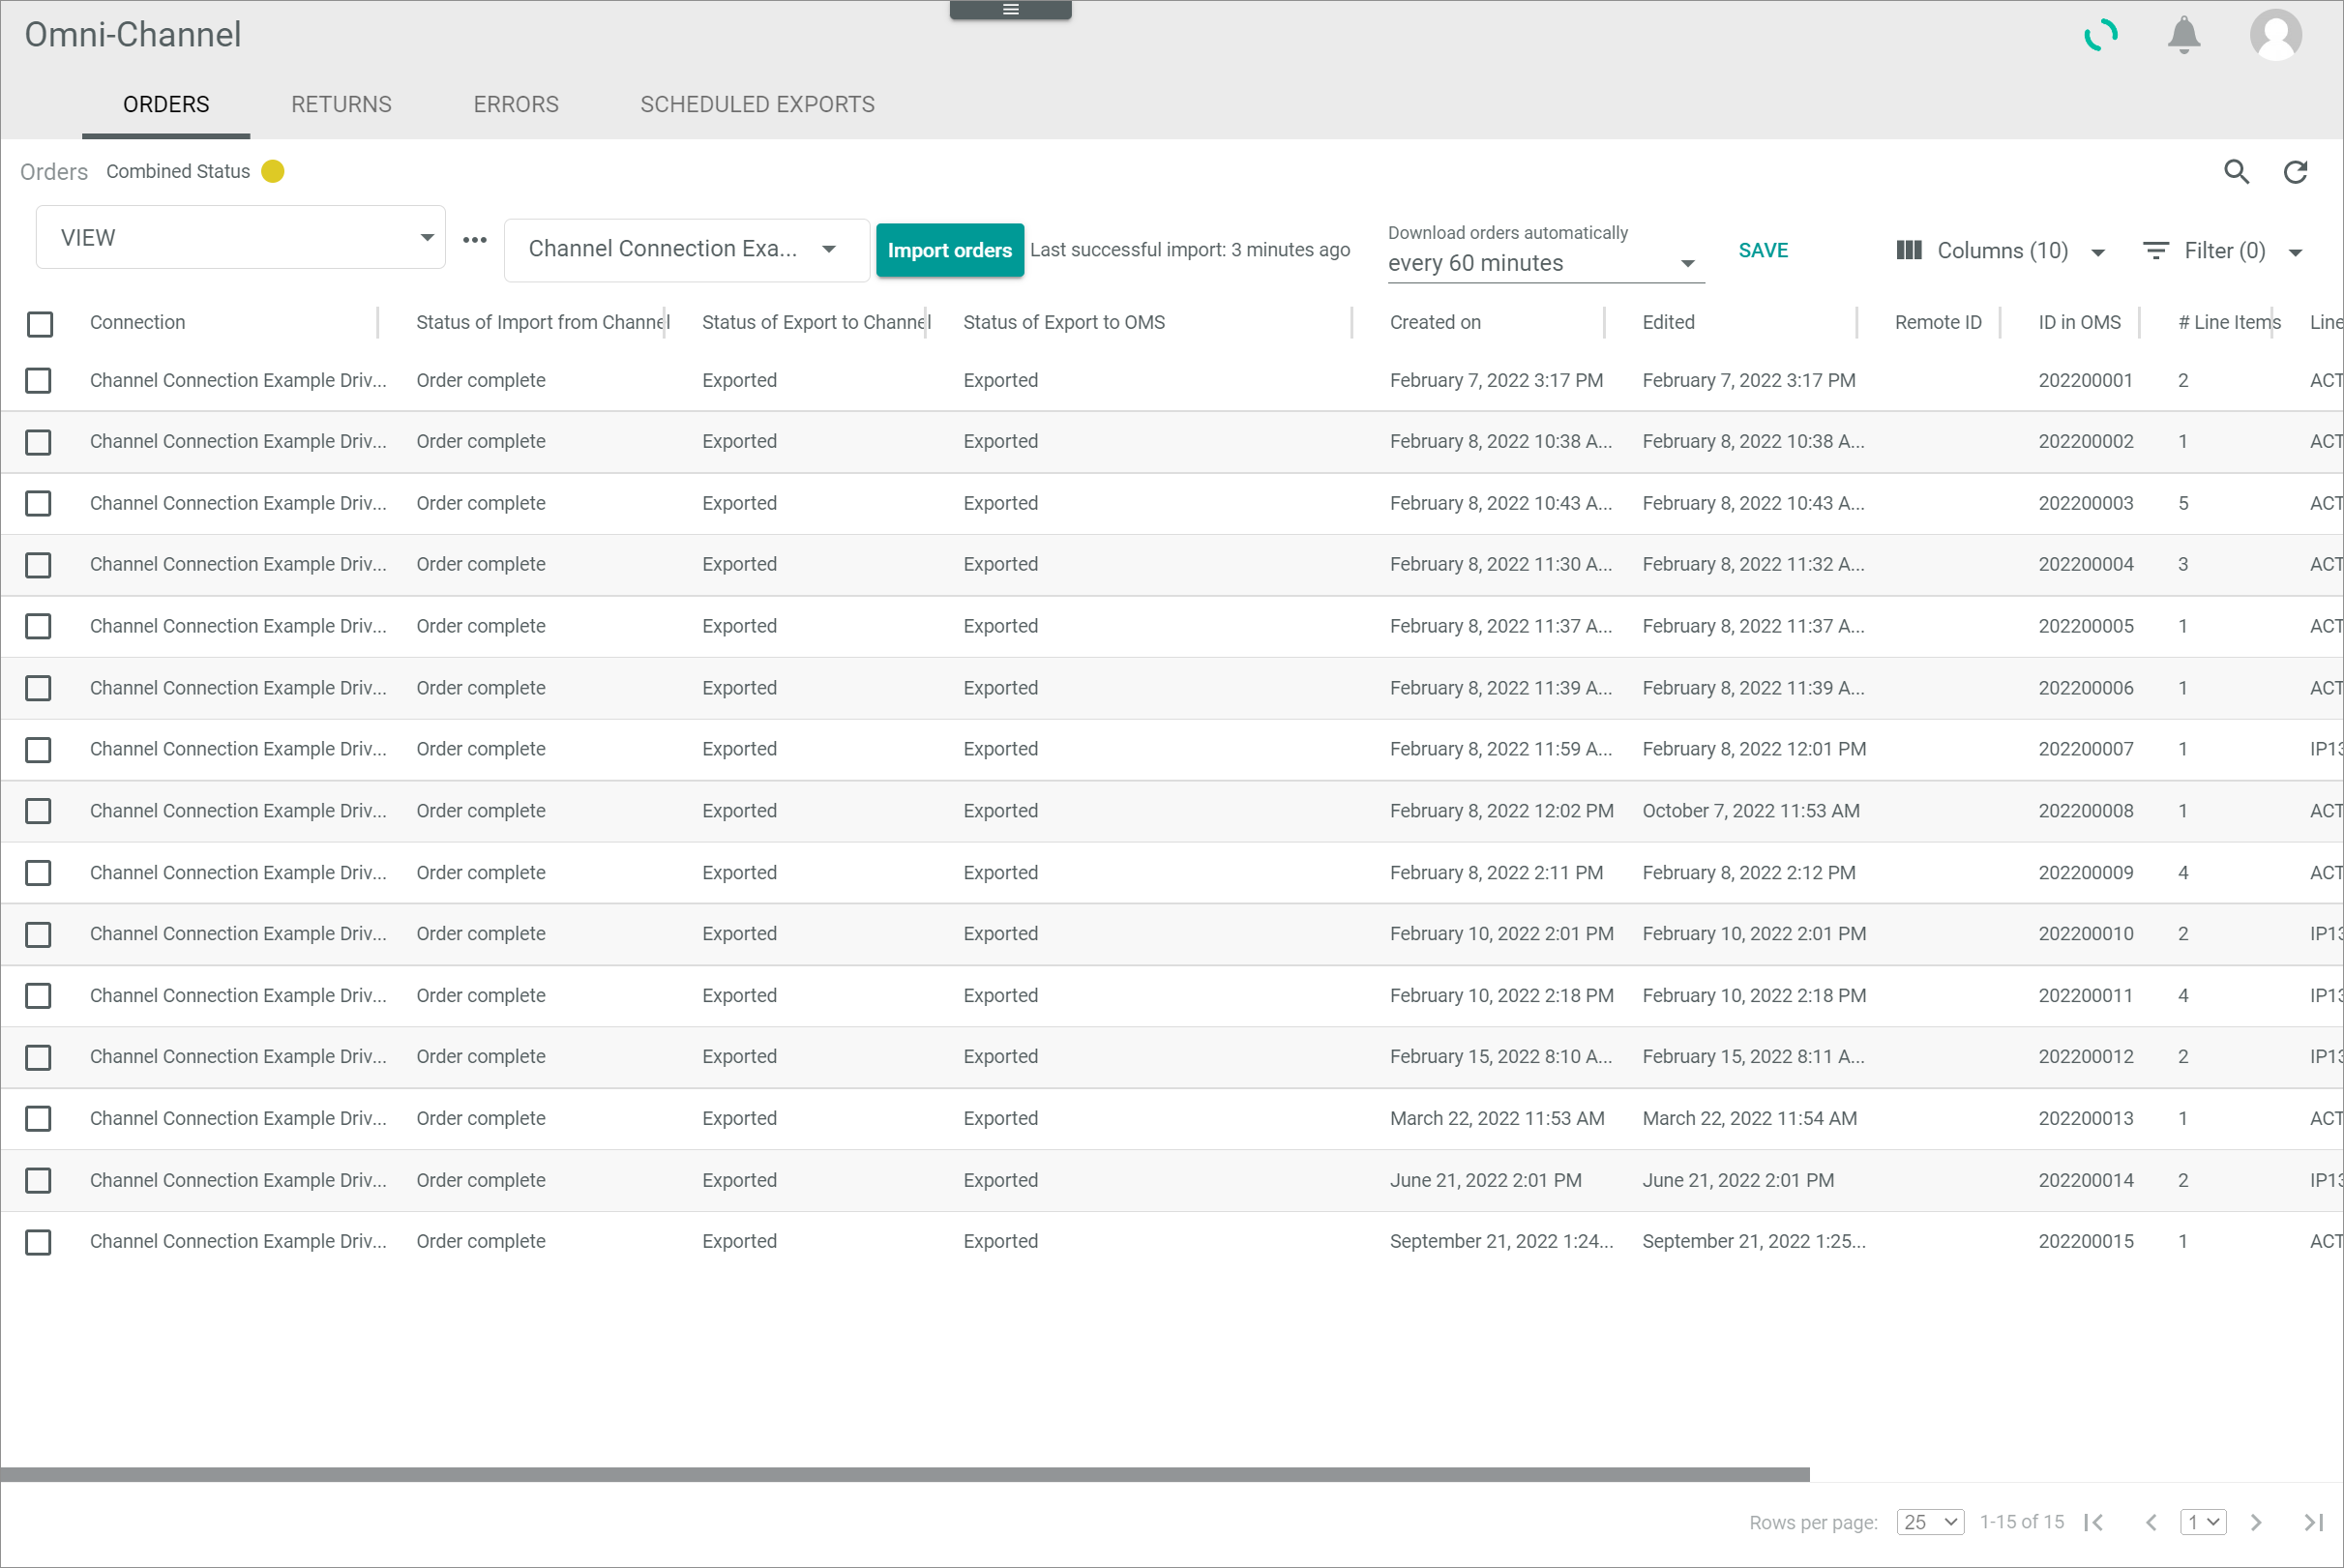 Omni-Channel
ORDERS RETURNS ERRORS SCHEDULED EXPORTS
Orders Combined Status
VIEW ••• Channel Connection Exa... Import orders Last successful import: 3 minutes ago Download orders automatically every 60 minutes SAVE Columns (10) Filter (0)
Connection Status of Import from Channel Status of Export to Channel Status of Export to OMS Created on Edited Remote ID ID in OMS # Line Items Line
Channel Connection Example Driv... Order complete Exported Exported February 7, 2022 3:17 PM February 7, 2022 3:17 PM 202200001 2 ACT
Channel Connection Example Driv... Order complete Exported Exported February 8, 2022 10:38 A... February 8, 2022 10:38 A... 202200002 1 ACT
Channel Connection Example Driv... Order complete Exported Exported February 8, 2022 10:43 A... February 8, 2022 10:43 A... 202200003 5 ACT
Channel Connection Example Driv... Order complete Exported Exported February 8, 2022 11:30 A... February 8, 2022 11:32 A... 202200004 3 ACT
Channel Connection Example Driv... Order complete Exported Exported February 8, 2022 11:37 A... February 8, 2022 11:37 A... 202200005 1 ACT
Channel Connection Example Driv... Order complete Exported Exported February 8, 2022 11:39 A... February 8, 2022 11:39 A... 202200006 1 ACT
Channel Connection Example Driv... Order complete Exported Exported February 8, 2022 11:59 A... February 8, 2022 12:01 PM 202200007 1 IP13
Channel Connection Example Driv... Order complete Exported Exported February 8, 2022 12:02 PM October 7, 2022 11:53 AM 202200008 1 ACT
Channel Connection Example Driv... Order complete Exported Exported February 8, 2022 2:11 PM February 8, 2022 2:12 PM 202200009 4 ACT
Channel Connection Example Driv... Order complete Exported Exported February 10, 2022 2:01 PM February 10, 2022 2:01 PM 202200010 2 IP13
Channel Connection Example Driv... Order complete Exported Exported February 10, 2022 2:18 PM February 10, 2022 2:18 PM 202200011 4 IP13
Channel Connection Example Driv... Order complete Exported Exported February 15, 2022 8:10 A... February 15, 2022 8:11 A... 202200012 2 IP13
Channel Connection Example Driv... Order complete Exported Exported March 22, 2022 11:53 AM March 22, 2022 11:54 AM 202200013 1 ACT
Channel Connection Example Driv... Order complete Exported Exported June 21, 2022 2:01 PM June 21, 2022 2:01 PM 202200014 2 IP13
Channel Connection Example Driv... Order complete Exported Exported September 21, 2022 1:24... September 21, 2022 1:25... 202200015 1 ACT
Rows per page: 25 1-15 of 15 1